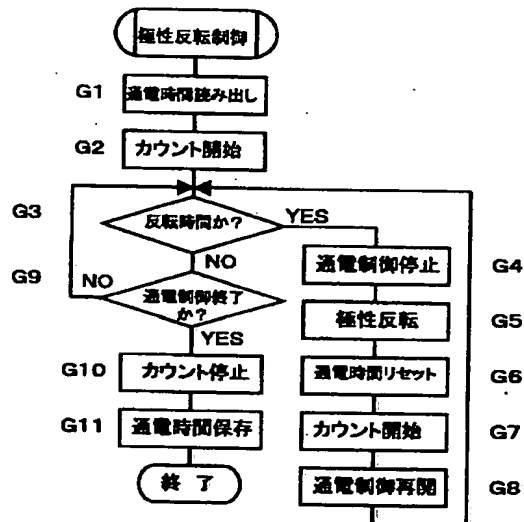 極性反転制御
G1
通電時間読み出し
G2
カウント開始
G3
反転時間か?
YES
NO
G9
NO
通電制御終了
か?
YES
G10
カウント停止
G11
通電時間保存
終了
通電制御停止
G4
極性反転
G5
通電時間リセット
G6
カウント開始
G7
通電制御再開
G8